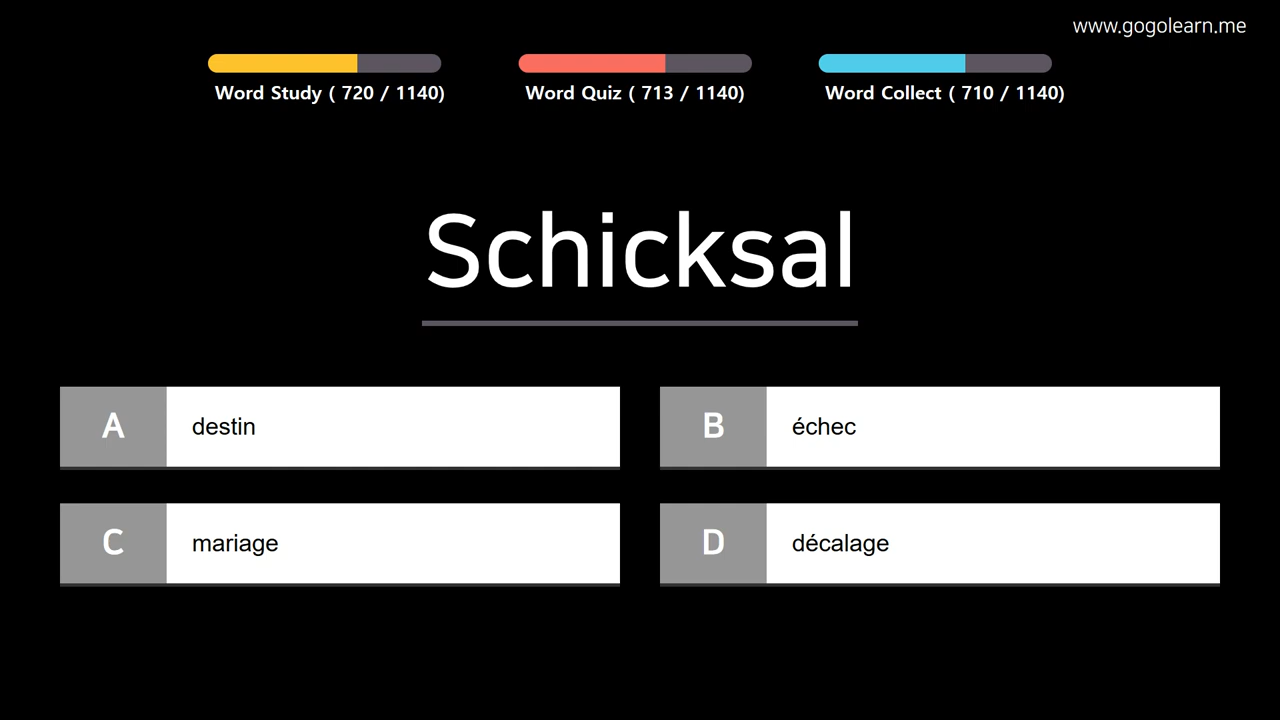 www.gogolearn.me
Word Study ( 720 / 1140)
Word Quiz ( 713 / 1140)
Word Collect ( 710 / 1140)
Schicksal
A destin
B échec
C mariage
D décalage